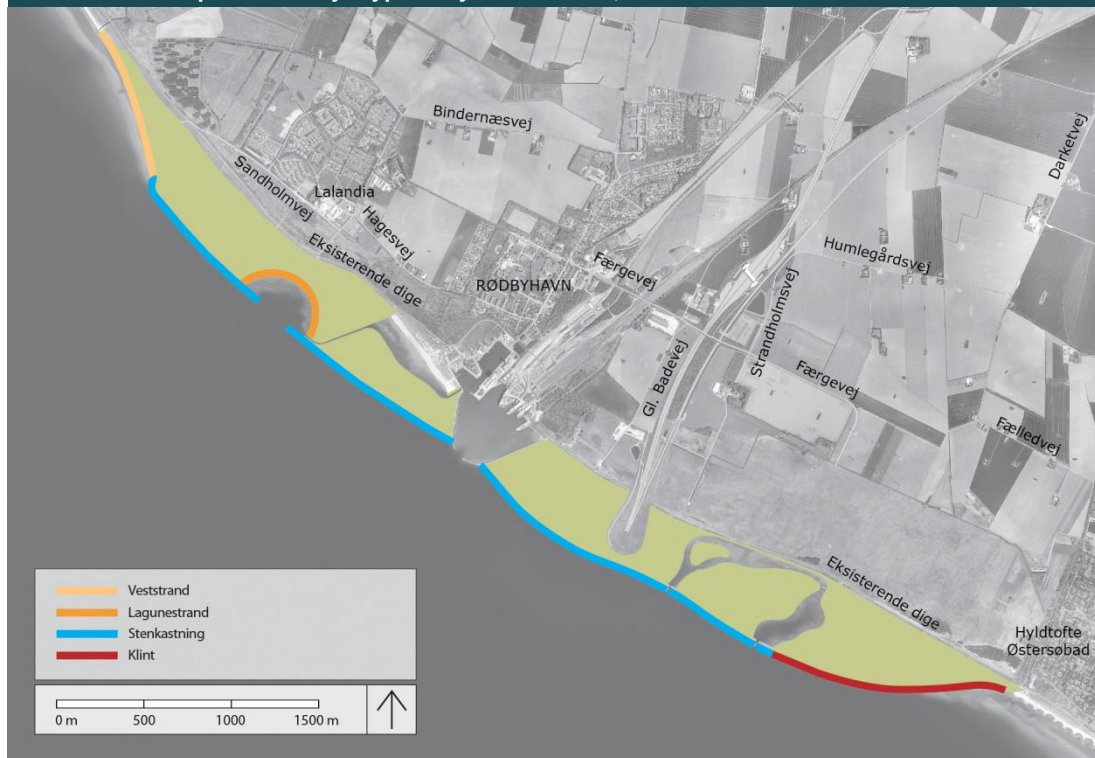 Bindernæsvej
Darketvej
Sandholmvej
Lalandia
Hagesvej
Eksisterende dige
Færgevej
Humlegårdsvej
RØDBYHAVN
Strandholmsvej
Gl. Badevej
Færgevej
Fælledvej
Eksisterende dige
Hyldtofte
Østersøbad
Veststrand
Lagunestrand
Stenkastning
Klint
0 m
500
1000
1500 m